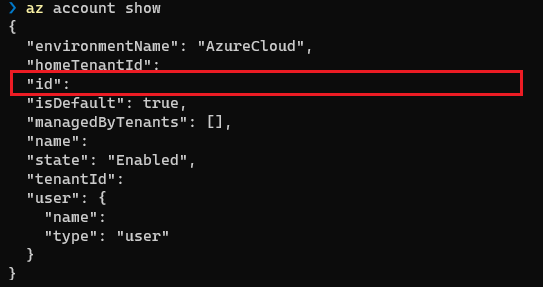 ❯ az account show
{
  "environmentName": "AzureCloud",
  "homeTenantId":
  "id":
  "isDefault": true,
  "managedByTenants": [],
  "name":
  "state": "Enabled",
  "tenantId":
  "user": {
    "name":
    "type": "user"
  }
}